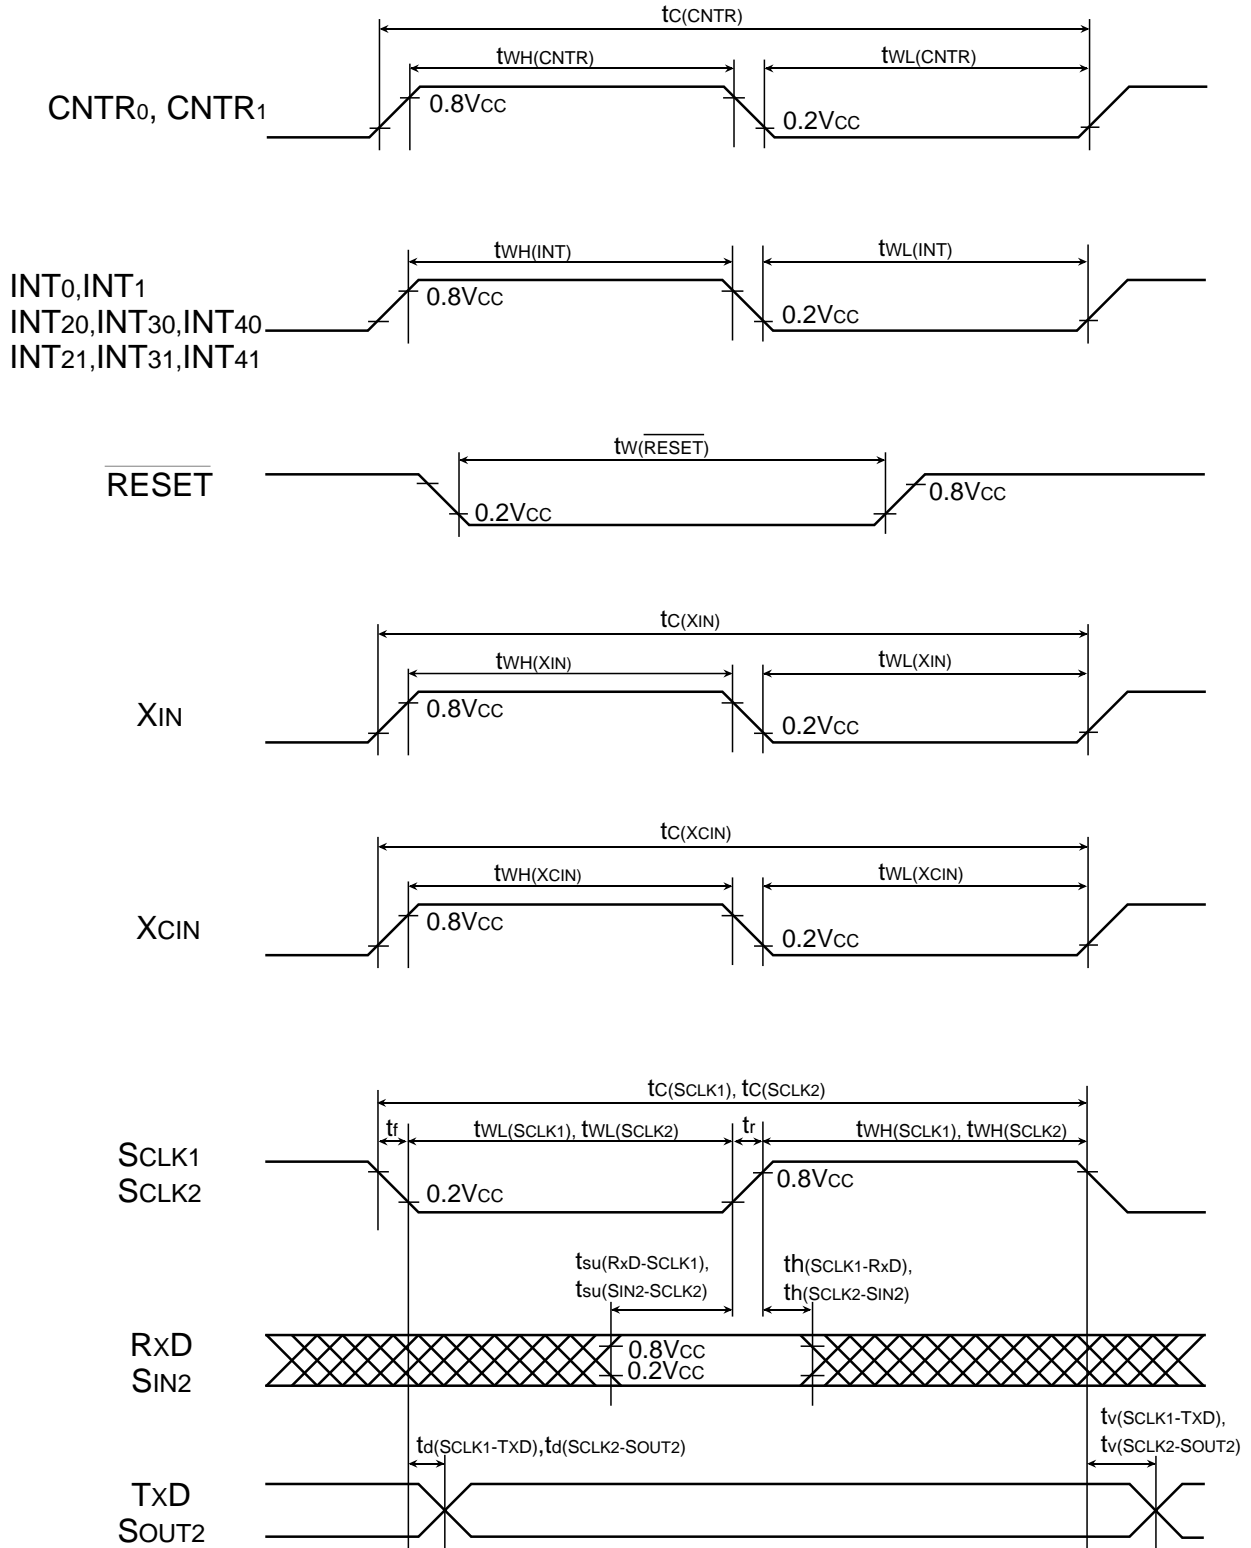 tC(CNTR)
tWH(CNTR)
tWL(CNTR)
CNTR0, CNTR1
0.8VCC
0.2VCC
tWH(INT)
tWL(INT)
INT0,INT1
INT20,INT30,INT40
INT21,INT31,INT41
0.8VCC
0.2VCC
tW(RESET)
RESET
0.2VCC
0.8VCC
tC(XIN)
tWH(XIN)
tWL(XIN)
XIN
0.8VCC
0.2VCC
tC(XCIN)
tWH(XCIN)
tWL(XCIN)
XCIN
0.8VCC
0.2VCC
tC(SCLK1), tC(SCLK2)
tf
tWL(SCLK1), tWL(SCLK2)
tr
tWH(SCLK1), tWH(SCLK2)
SCLK1
SCLK2
0.2VCC
0.8VCC
tsu(RxD-SCLK1),
tsu(SIN2-SCLK2)
th(SCLK1-RxD),
th(SCLK2-SIN2)
RXD
SIN2
0.8VCC
0.2VCC
td(SCLK1-TXD),td(SCLK2-SOUT2)
tv(SCLK1-TXD),
tv(SCLK2-SOUT2)
TXD
SOUT2